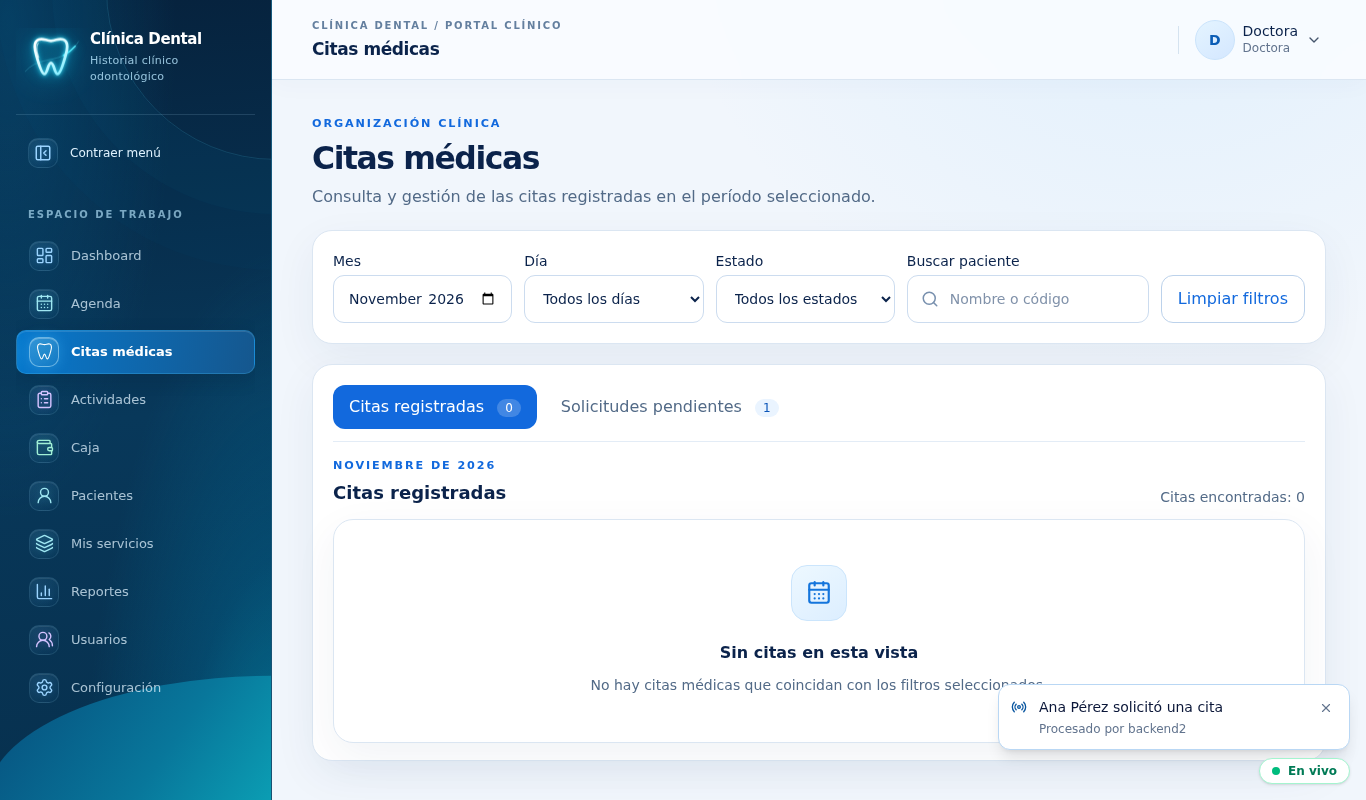 Clínica Dental
Historial clínico
odontológico
Contraer menú
ESPACIO DE TRABAJO
Dashboard
Agenda
Citas médicas
Actividades
Caja
Pacientes
Mis servicios
Reportes
Usuarios
Configuración
CLÍNICA DENTAL / PORTAL CLÍNICO
Citas médicas
D
Doctora
Doctora
ORGANIZACIÓN CLÍNICA
Citas médicas
Consulta y gestión de las citas registradas en el período seleccionado.
Mes
Día
Estado
Buscar paciente
November 2026
Todos los días
Todos los estados
Nombre o código
Limpiar filtros
Citas registradas 0
Solicitudes pendientes 1
NOVIEMBRE DE 2026
Citas registradas
Citas encontradas: 0
Sin citas en esta vista
No hay citas médicas que coincidan con los filtros seleccionados.
Ana Pérez solicitó una cita
Procesado por backend2
En vivo